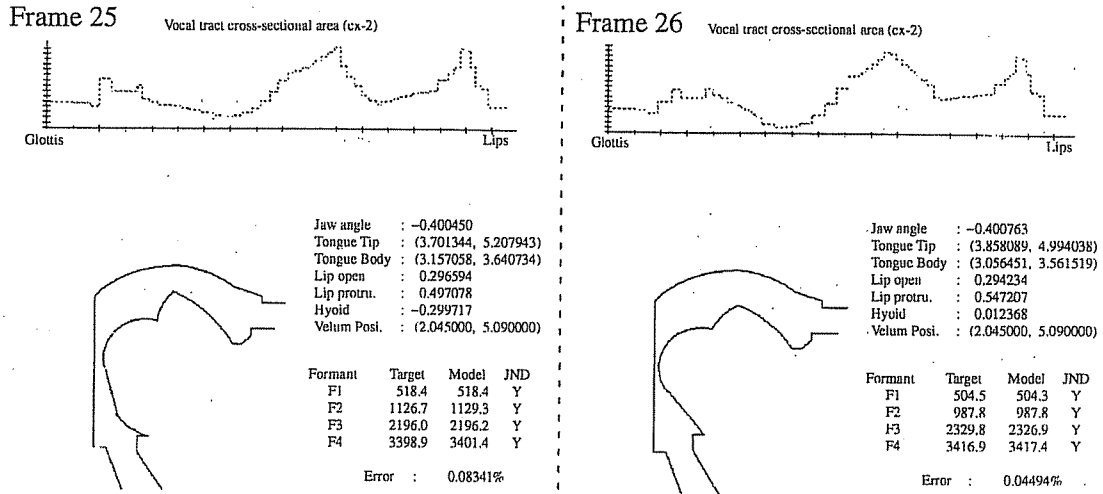 Frame 25
Vocal tract cross-sectional area (cx-2)
Glottis
Lips
Jaw angle : −0.400450
Tongue Tip : (3.701344, 5.207943)
Tongue Body : (3.157058, 3.640734)
Lip open : 0.296594
Lip protru. : 0.497078
Hyoid : −0.299717
Velum Posi. : (2.045000, 5.090000)
Formant Target Model JND
F1 518.4 518.4 Y
F2 1126.7 1129.3 Y
F3 2196.0 2196.2 Y
F4 3398.9 3401.4 Y
Error : 0.08341%
Frame 26
Vocal tract cross-sectional area (cx-2)
Glottis
Lips
Jaw angle : −0.400763
Tongue Tip : (3.858089, 4.994038)
Tongue Body : (3.056451, 3.561519)
Lip open : 0.294234
Lip protru. : 0.547207
Hyoid : 0.012368
Velum Posi. : (2.045000, 5.090000)
Formant Target Model JND
F1 504.5 504.3 Y
F2 987.8 987.8 Y
F3 2329.8 2326.9 Y
F4 3416.9 3417.4 Y
Error : 0.04494%